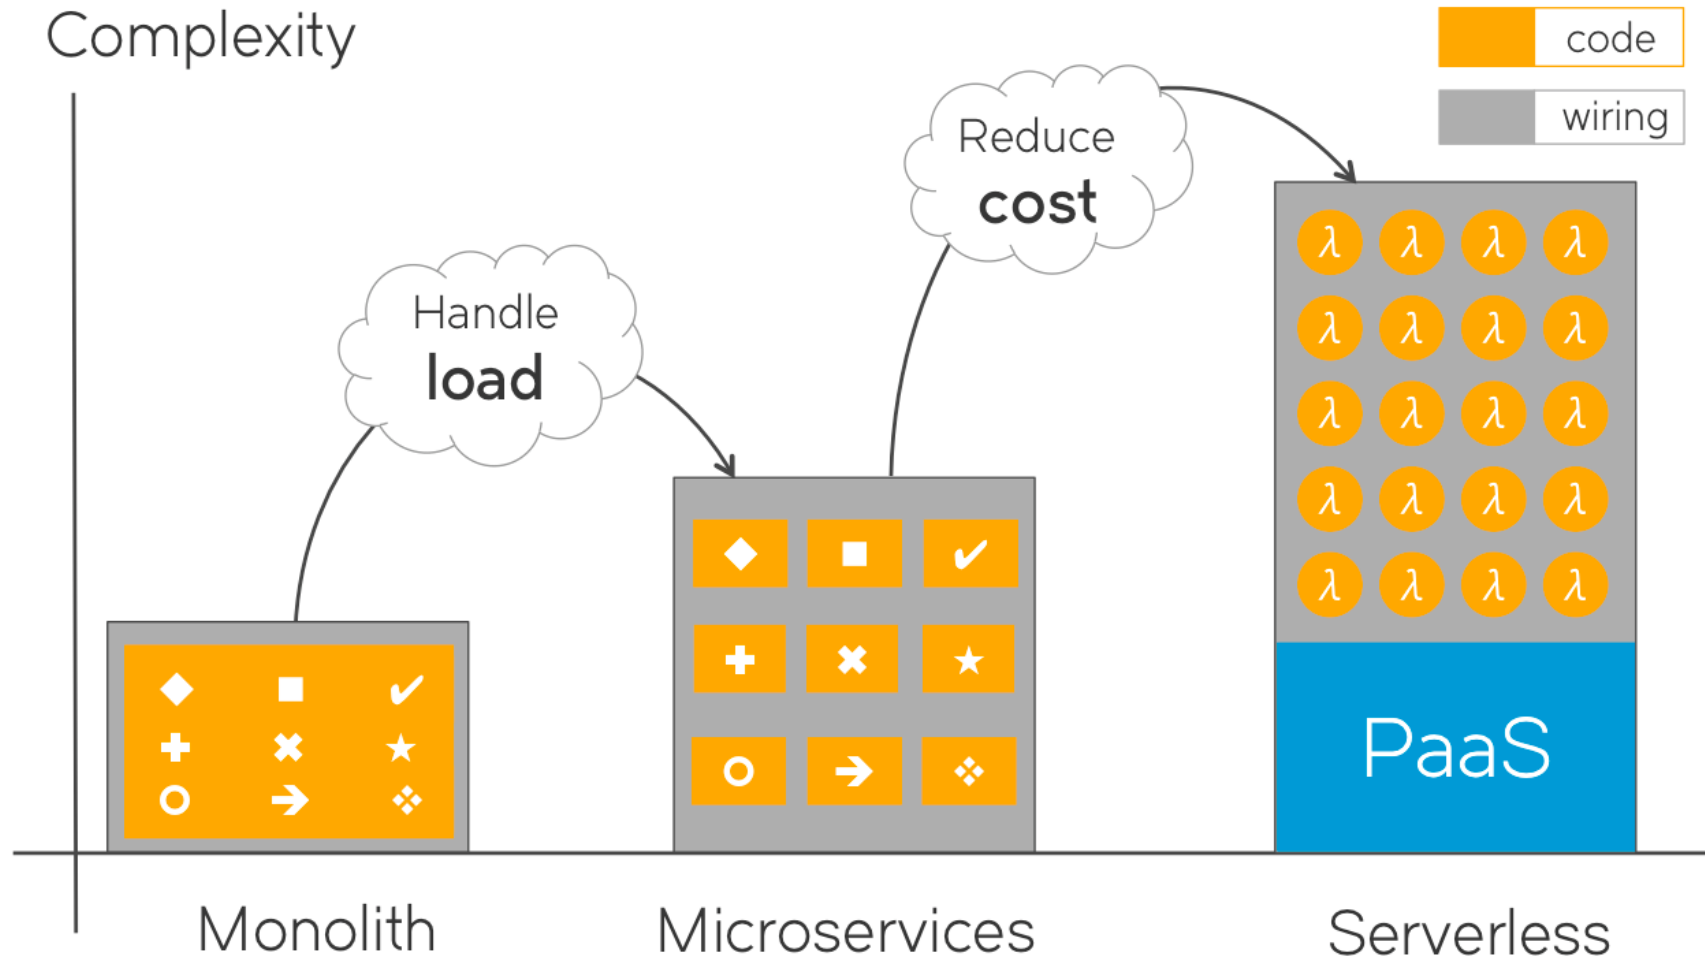 Complexity
code
wiring
Reduce
cost
Handle
load
λ λ λ λ
λ λ λ λ
λ λ λ λ
λ λ λ λ
λ λ λ λ
PaaS
Monolith
Microservices
Serverless